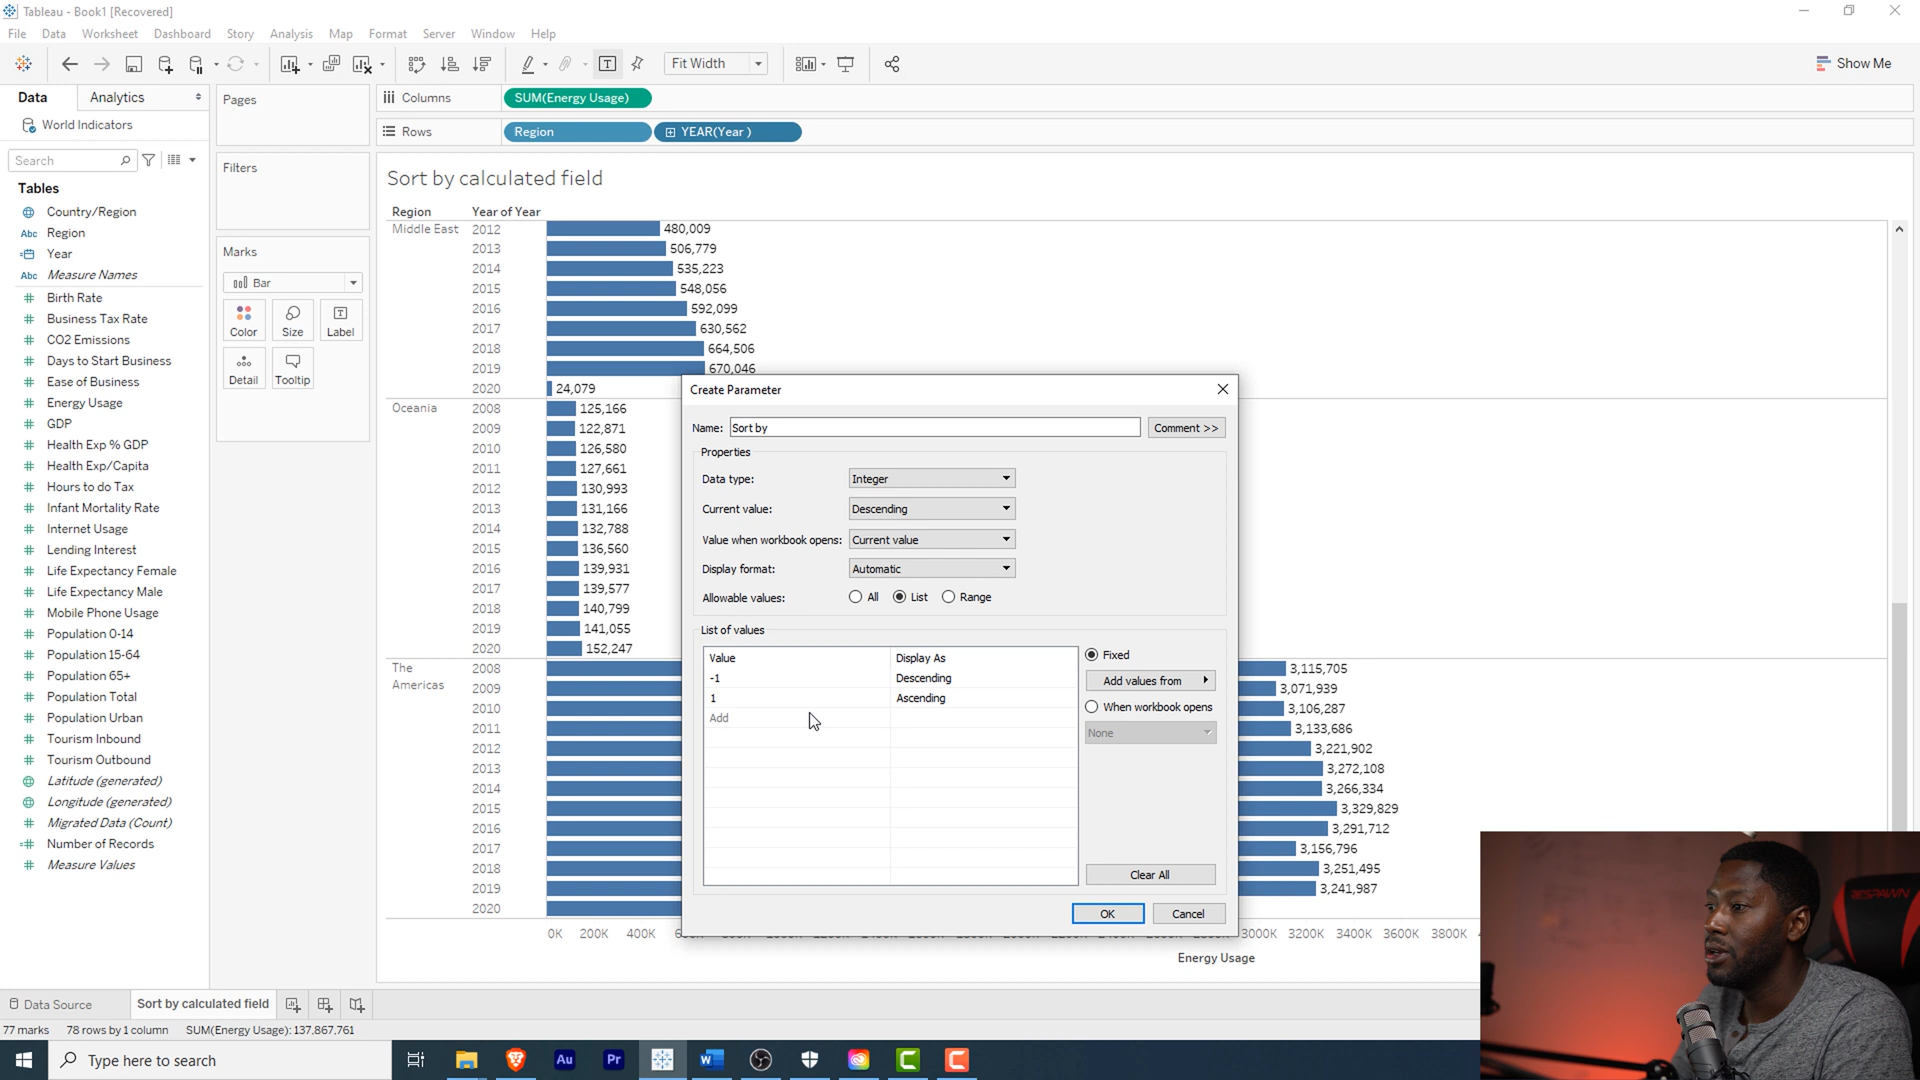 Tableau - Book1 [Recovered]
File Data Worksheet Dashboard Story Analysis Map Format Server Window Help
Fit Width
Show Me
Data Analytics
World Indicators
Search
Tables
Country/Region
Abc Region
Year
Abc Measure Names
Birth Rate
Business Tax Rate
CO2 Emissions
Days to Start Business
Ease of Business
Energy Usage
GDP
Health Exp % GDP
Health Exp/Capita
Hours to do Tax
Infant Mortality Rate
Internet Usage
Lending Interest
Life Expectancy Female
Life Expectancy Male
Mobile Phone Usage
Population 0-14
Population 15-64
Population 65+
Population Total
Population Urban
Tourism Inbound
Tourism Outbound
Latitude (generated)
Longitude (generated)
Migrated Data (Count)
Number of Records
Measure Values
Pages
Filters
Marks
Bar
Color Size Label
Detail Tooltip
Columns SUM(Energy Usage)
Rows Region YEAR(Year )
Sort by calculated field
Region Year of Year
Middle East 2012 480,009
2013 506,779
2014 535,223
2015 548,056
2016 592,099
2017 630,562
2018 664,506
2019 670,046
2020 24,079
Oceania 2008 125,166
2009 122,871
2010 126,580
2011 127,661
2012 130,993
2013 131,166
2014 132,788
2015 136,560
2016 139,931
2017 139,577
2018 140,799
2019 141,055
2020 152,247
The Americas 2008 3,115,705
2009 3,071,939
2010 3,106,287
2011 3,133,686
2012 3,221,902
2013 3,272,108
2014 3,266,334
2015 3,329,829
2016 3,291,712
2017 3,156,796
2018 3,251,495
2019 3,241,987
2020
0K 200K 400K 3000K 3200K 3400K 3600K 3800K
Energy Usage
Create Parameter
Name: Sort by Comment >>
Properties
Data type: Integer
Current value: Descending
Value when workbook opens: Current value
Display format: Automatic
Allowable values: All List Range
List of values
Value Display As
-1 Descending
1 Ascending
Add
Fixed
Add values from
When workbook opens
None
Clear All
OK Cancel
RESPAWN
Data Source Sort by calculated field
77 marks 78 rows by 1 column SUM(Energy Usage): 137,867,761
Type here to search
Au Pr